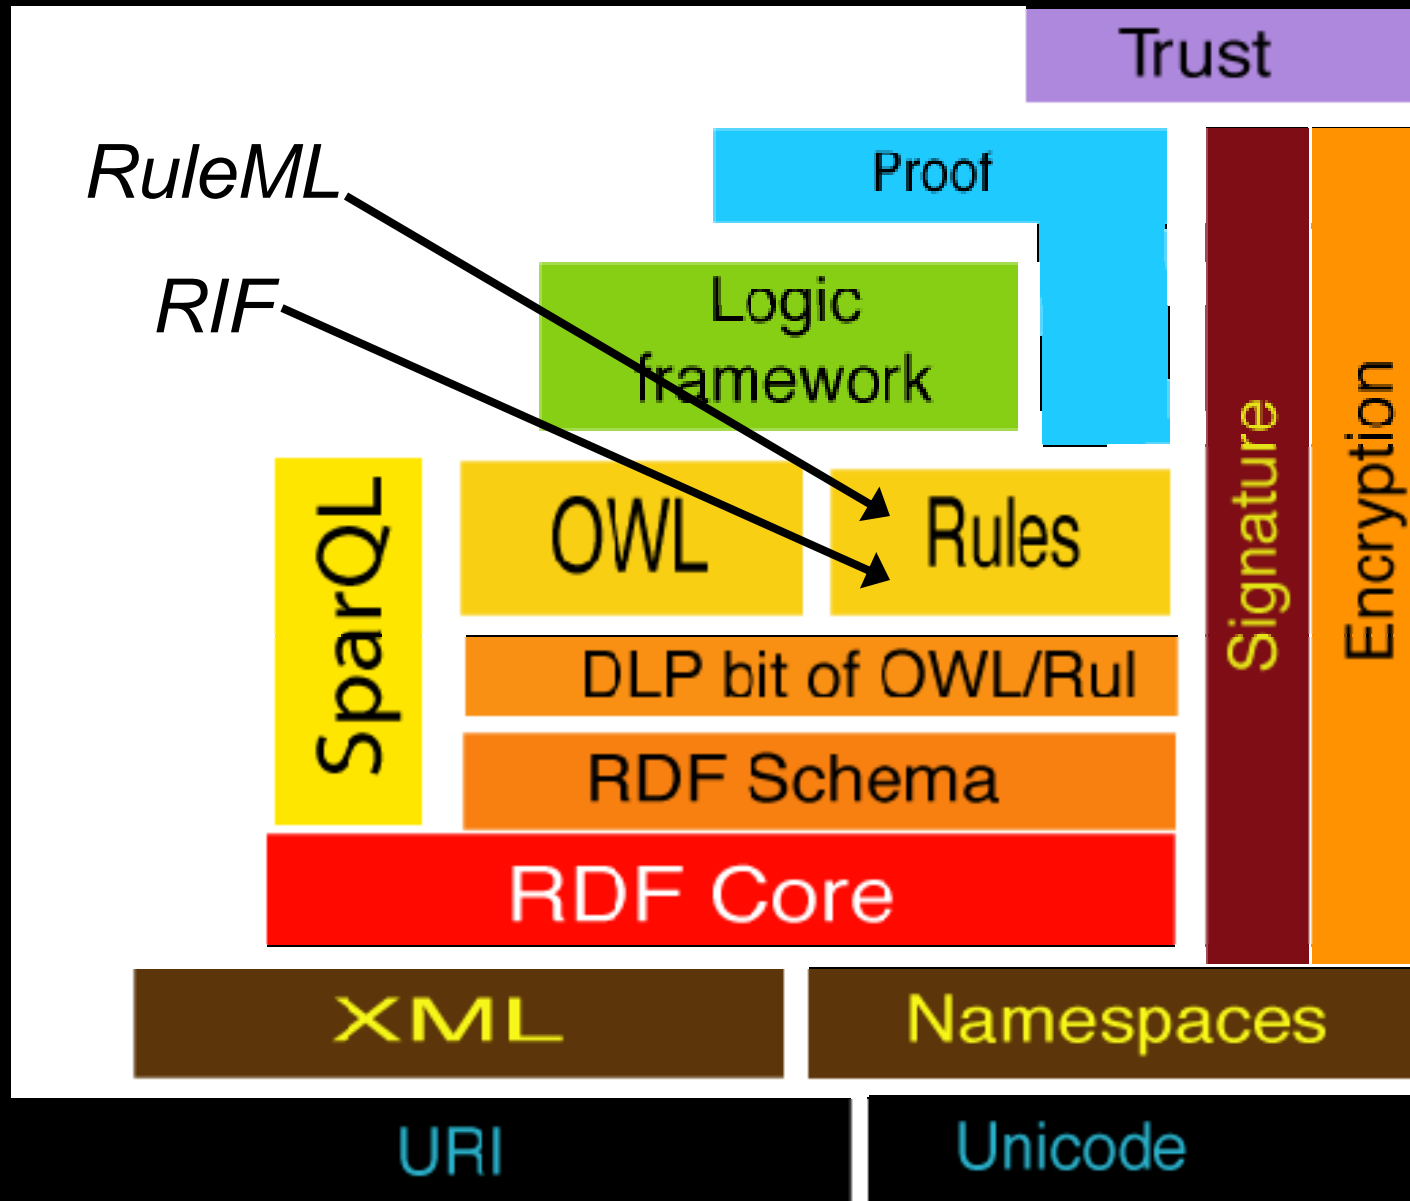 Trust
RuleML
Proof
RIF
Logic
framework
SparQL
OWL
Rules
Signature
Encryption
DLP bit of OWL/Rul
RDF Schema
RDF Core
XML
Namespaces
URI
Unicode